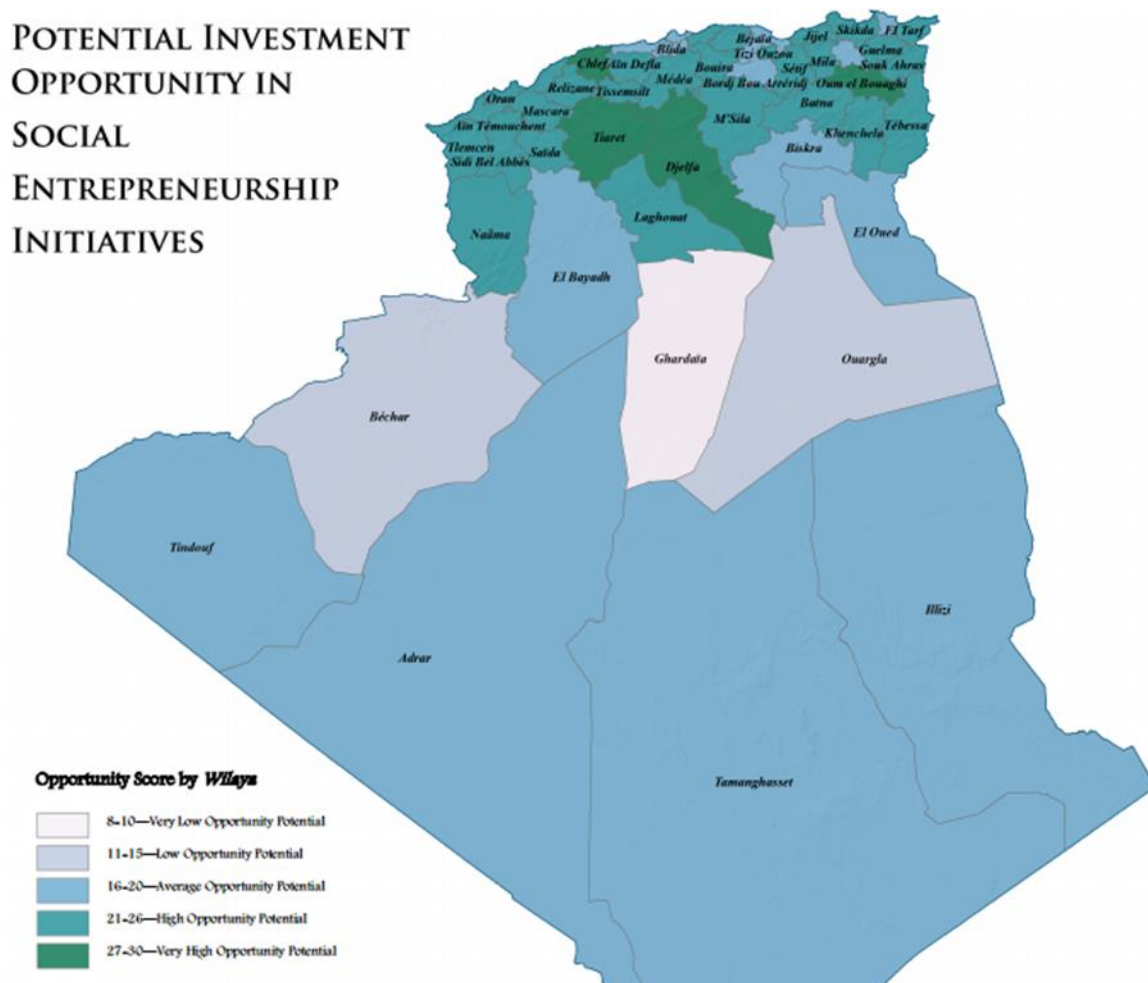 POTENTIAL INVESTMENT
OPPORTUNITY IN
SOCIAL
ENTREPRENEURSHIP
INITIATIVES
Skikda
El Tarf
Jijel
Béjaïa
Blida
Tizi Ouzou
Guelma
Chlef
Aïn Defla
Bouira
Sétif
Mila
Souk Ahras
Médéa
Bordj Bou Arréridj
Oum el Bouaghi
Relizane
Tissemsilt
Oran
Batna
Mascara
M'Sila
Aïn Témouchent
Tiaret
Khenchela
Tébessa
Tlemcen
Saïda
Biskra
Sidi Bel Abbès
Djelfa
Laghouat
Naâma
El Oued
El Bayadh
Ghardaïa
Ouargla
Béchar
Tindouf
Illizi
Adrar
Tamanghasset
Opportunity Score by Wilaya
8-10—Very Low Opportunity Potential
11-15—Low Opportunity Potential
16-20—Average Opportunity Potential
21-26—High Opportunity Potential
27-30—Very High Opportunity Potential